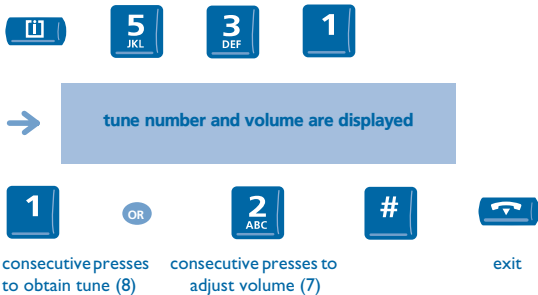 [i] 5 JKL 3 DEF 1
tune number and volume are displayed
1 OR 2 ABC #
consecutive presses to obtain tune (8)
consecutive presses to adjust volume (7)
exit